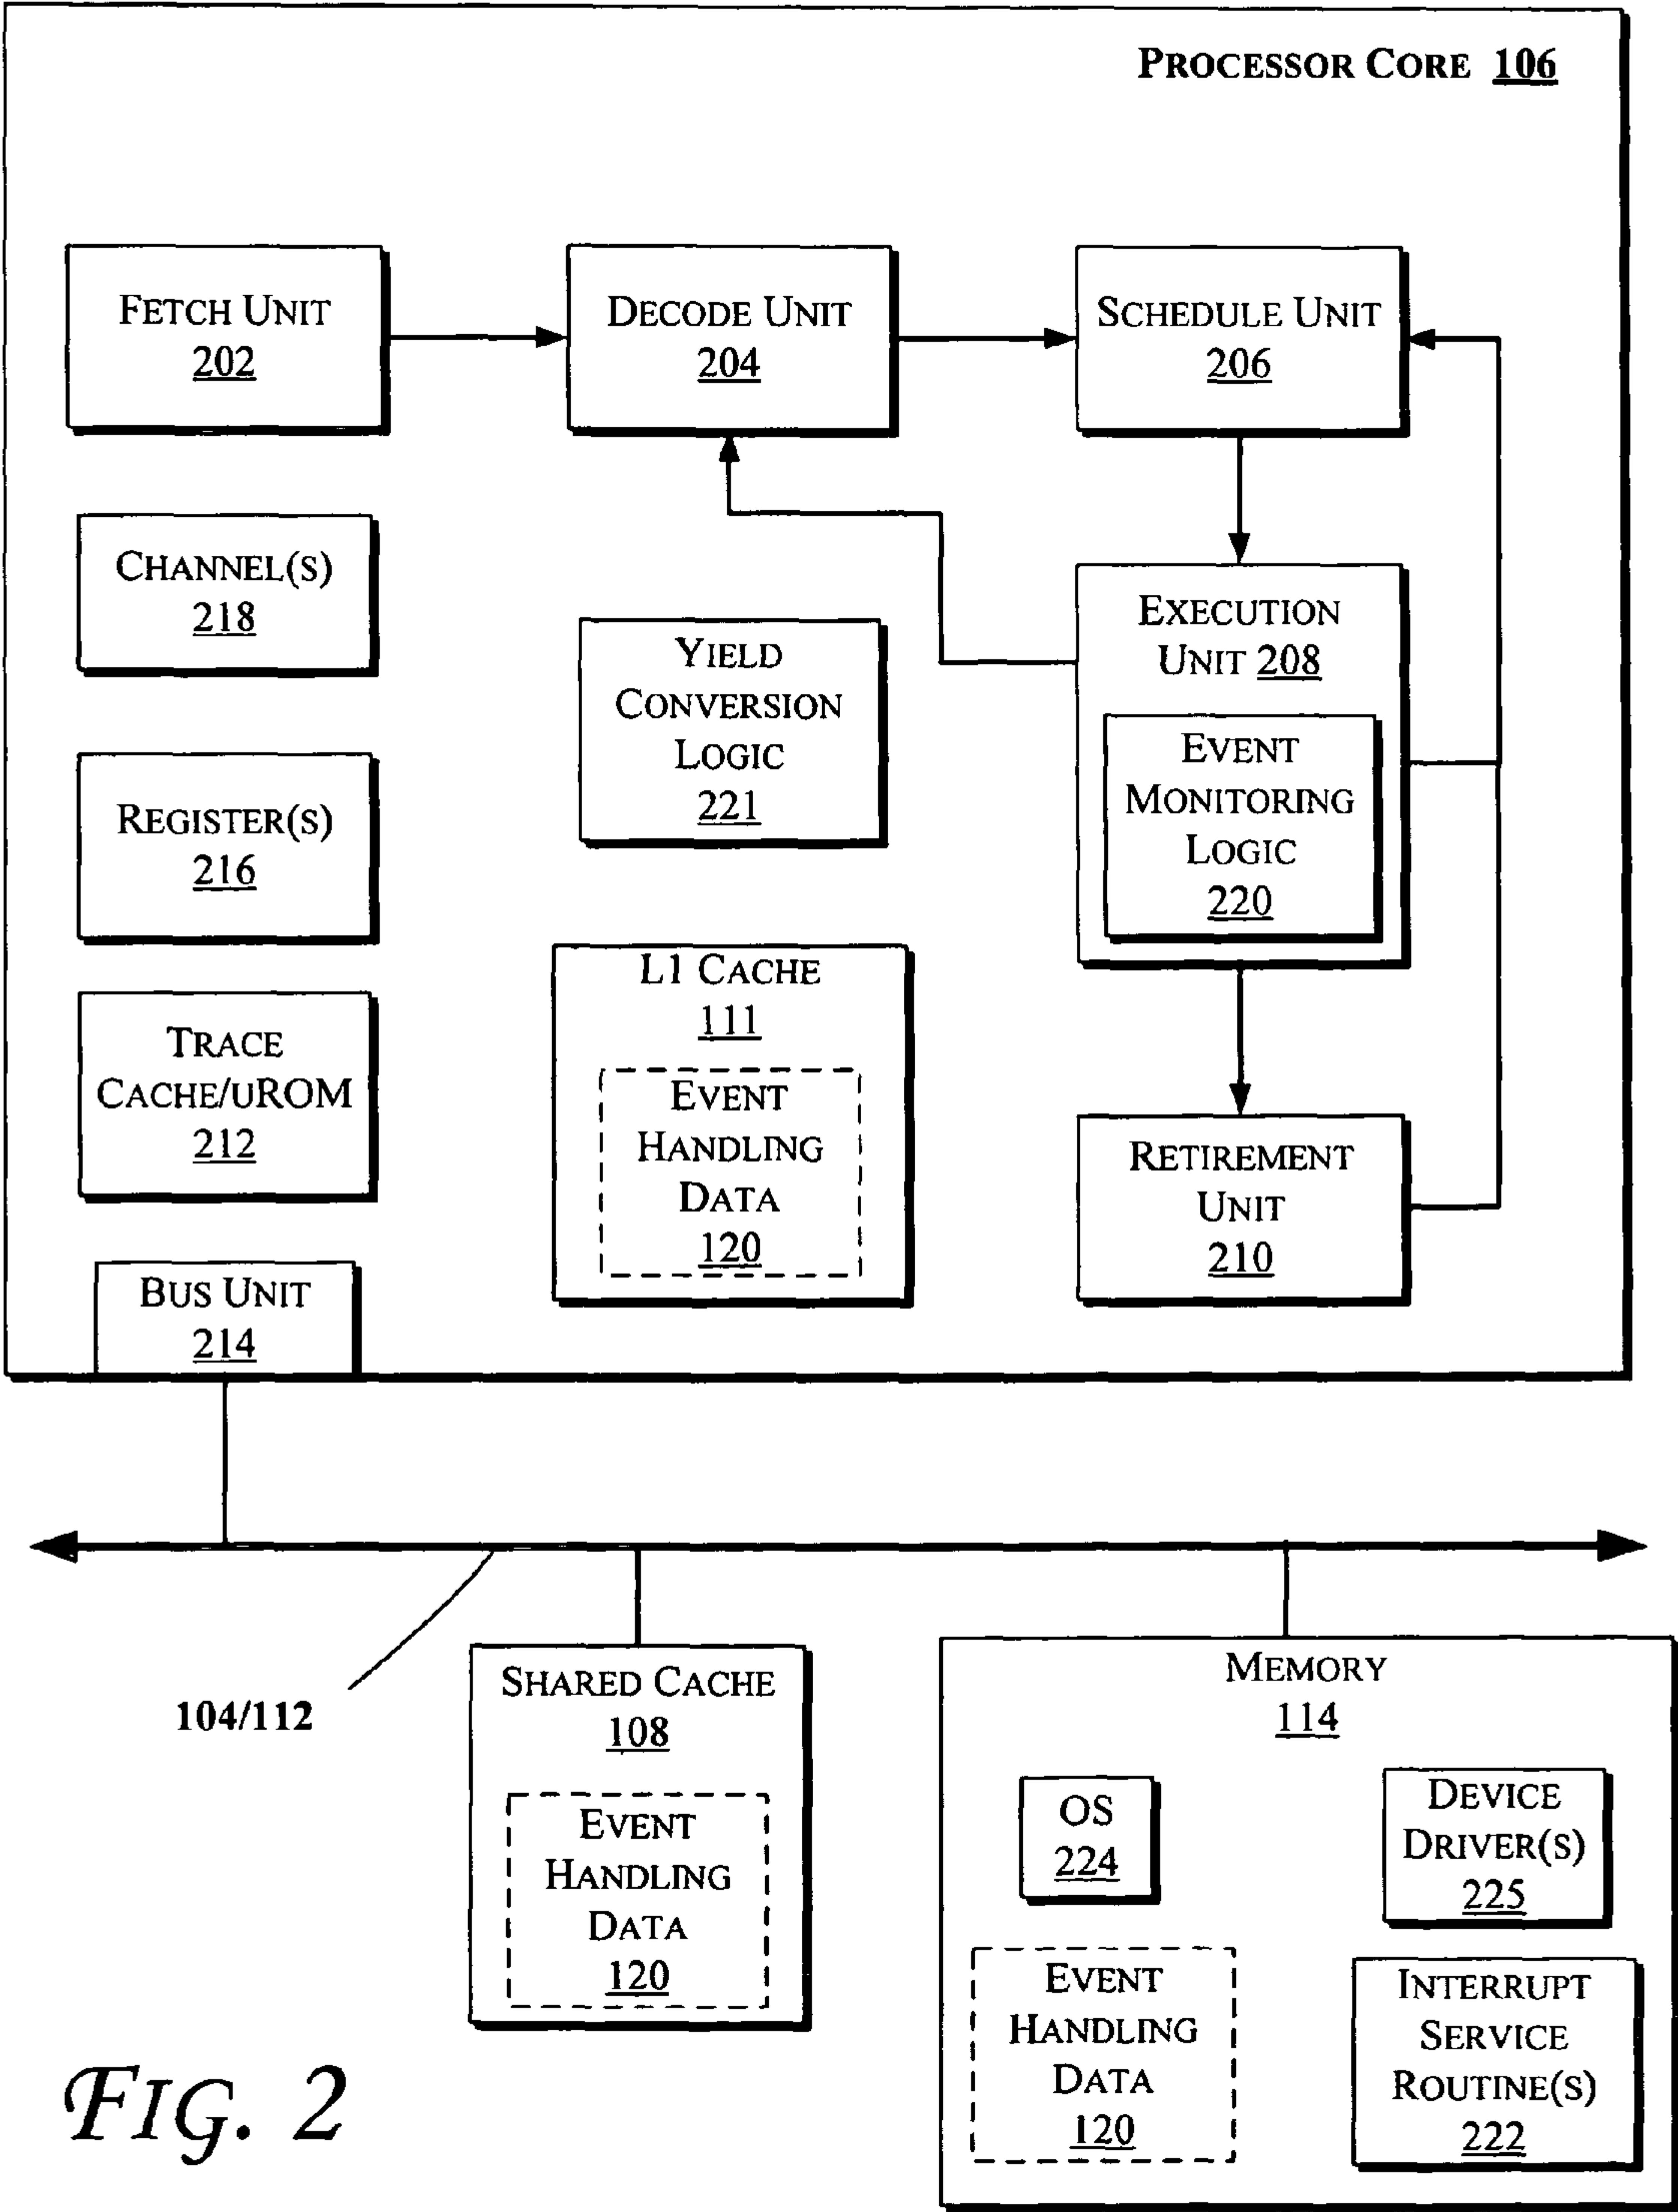 PROCESSOR CORE 106
FETCH UNIT
202
DECODE UNIT
204
SCHEDULE UNIT
206
CHANNEL(S)
218
YIELD
CONVERSION
LOGIC
221
EXECUTION
UNIT 208
EVENT
MONITORING
LOGIC
220
REGISTER(S)
216
L1 CACHE
111
EVENT
HANDLING
DATA
120
TRACE
CACHE/UROM
212
RETIREMENT
UNIT
210
BUS UNIT
214
104/112
SHARED CACHE
108
EVENT
HANDLING
DATA
120
MEMORY
114
OS
224
DEVICE
DRIVER(S)
225
EVENT
HANDLING
DATA
120
INTERRUPT
SERVICE
ROUTINE(S)
222
FIG. 2